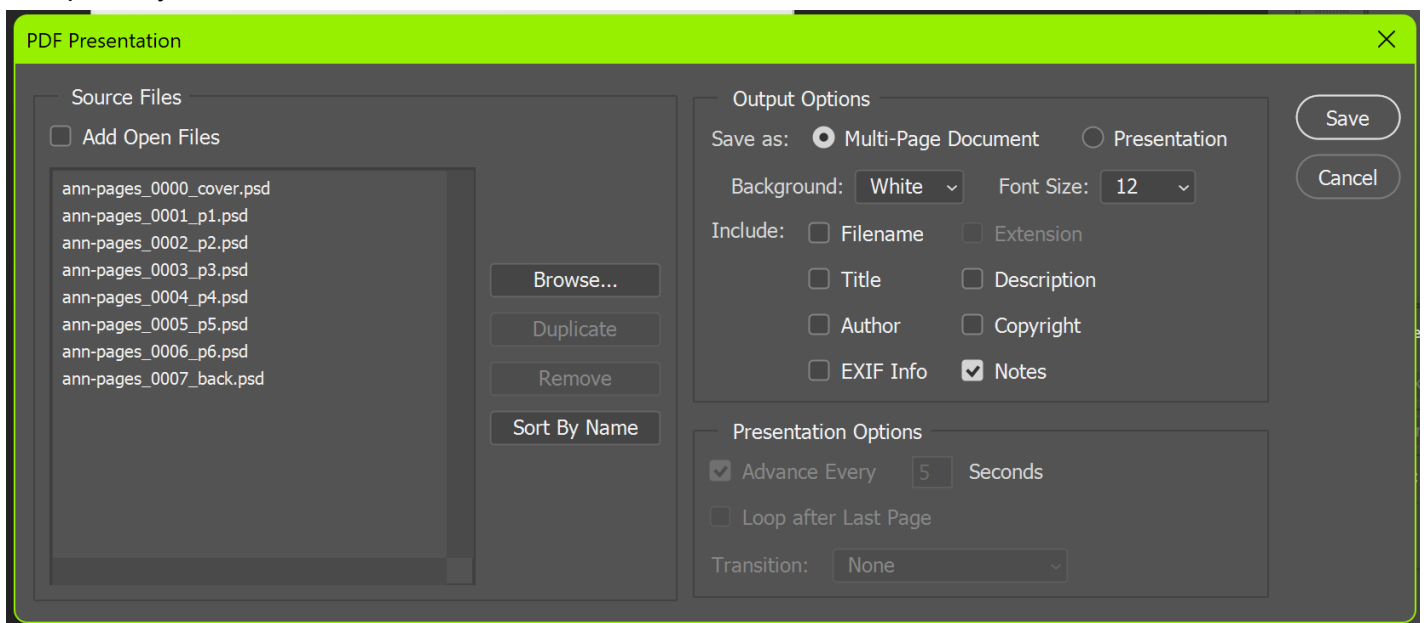 PDF Presentation
Source Files
Add Open Files
ann-pages_0000_cover.psd
ann-pages_0001_p1.psd
ann-pages_0002_p2.psd
ann-pages_0003_p3.psd
ann-pages_0004_p4.psd
ann-pages_0005_p5.psd
ann-pages_0006_p6.psd
ann-pages_0007_back.psd
Browse...
Duplicate
Remove
Sort By Name
Output Options
Save as: Multi-Page Document Presentation
Background: White Font Size: 12
Include: Filename Extension
Title Description
Author Copyright
EXIF Info Notes
Presentation Options
Advance Every 5 Seconds
Loop after Last Page
Transition: None
Save
Cancel